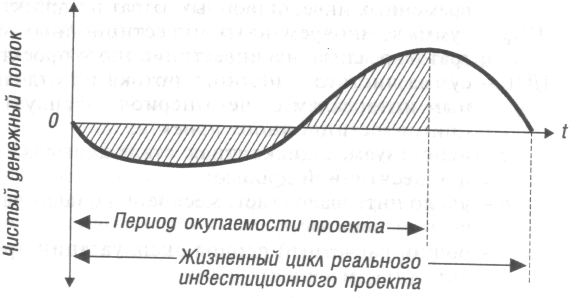 Чистый денежный поток
0
t
Период окупаемости проекта
Жизненный цикл реального
инвестиционного проекта